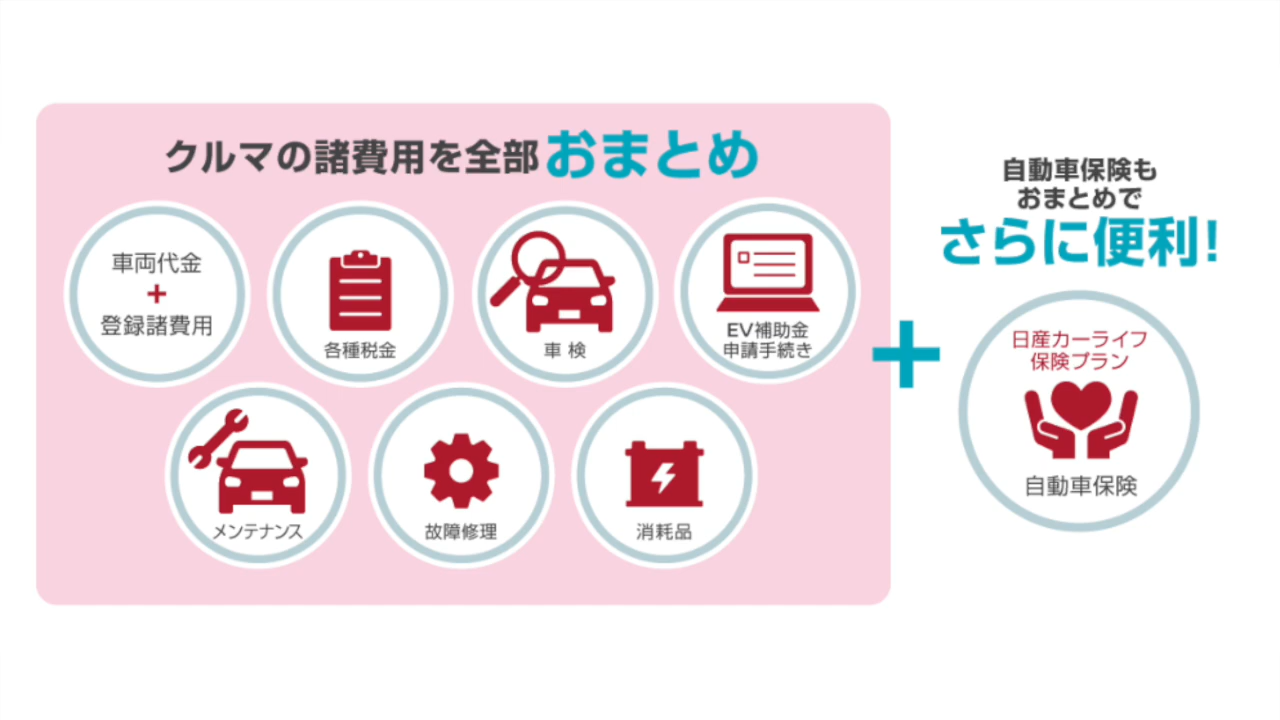 クルマの諸費用を全部おまとめ
車両代金
+
登録諸費用
各種税金
車 検
EV補助金
申請手続き
メンテナンス
故障修理
消耗品
+
自動車保険も
おまとめで
さらに便利!
日産カーライフ
保険プラン
自動車保険